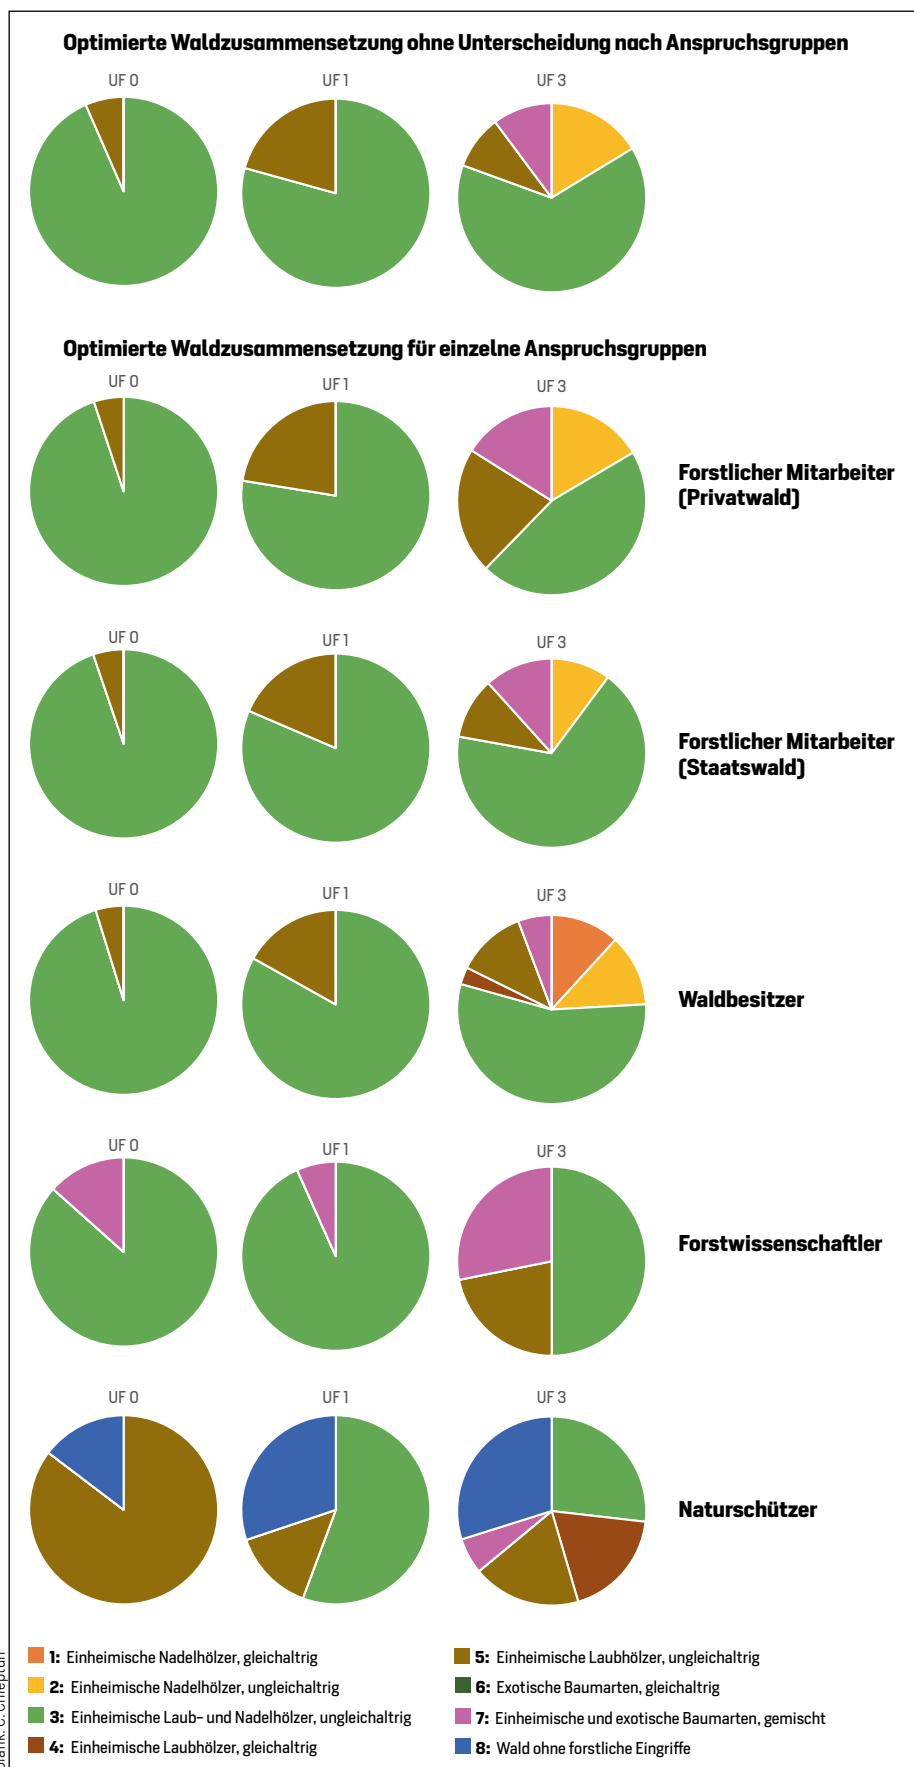 Optimierte Waldzusammensetzung ohne Unterscheidung nach Anspruchsgruppen
UF 0
UF 1
UF 3
Optimierte Waldzusammensetzung für einzelne Anspruchsgruppen
UF 0
UF 1
UF 3
Forstlicher Mitarbeiter
(Privatwald)
UF 0
UF 1
UF 3
Forstlicher Mitarbeiter
(Staatswald)
UF 0
UF 1
UF 3
Waldbesitzer
UF 0
UF 1
UF 3
Forstwissenschaftler
UF 0
UF 1
UF 3
Naturschützer
1: Einheimische Nadelhölzer, gleichaltrig
2: Einheimische Nadelhölzer, ungleichaltrig
3: Einheimische Laub- und Nadelhölzer, ungleichaltrig
4: Einheimische Laubhölzer, gleichaltrig
5: Einheimische Laubhölzer, ungleichaltrig
6: Exotische Baumarten, gleichaltrig
7: Einheimische und exotische Baumarten, gemischt
8: Wald ohne forstliche Eingriffe